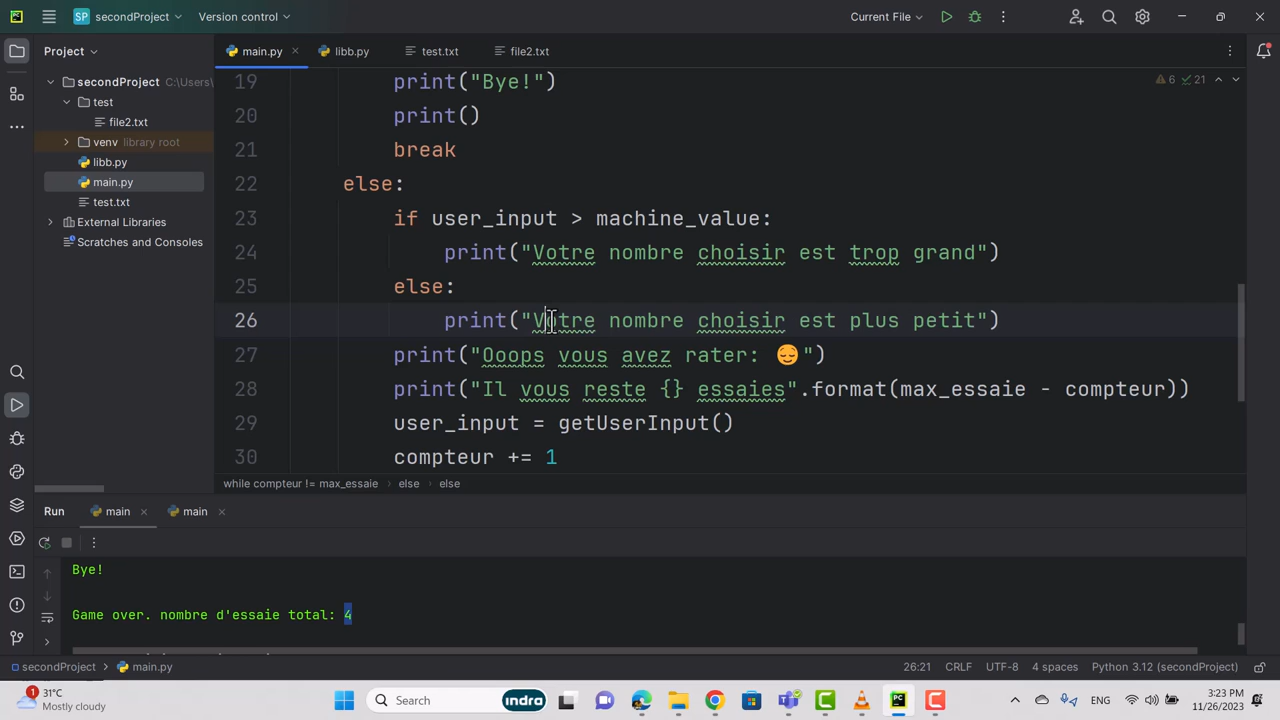 SP secondProject Version control Current File
Project main.py libb.py test.txt file2.txt
secondProject C:\Users\
test
file2.txt
venv library root
libb.py
main.py
test.txt
External Libraries
Scratches and Consoles
6 21
19 print("Bye!")
20 print()
21 break
22 else:
23 if user_input > machine_value:
24 print("Votre nombre choisir est trop grand")
25 else:
26 print("Votre nombre choisir est plus petit")
27 print("Ooops vous avez rater: 😌")
28 print("Il vous reste {} essaies".format(max_essaie - compteur))
29 user_input = getUserInput()
30 compteur += 1
while compteur != max_essaie › else › else
Run main main
Bye!
Game over. nombre d'essaie total: 4
secondProject › main.py 26:21 CRLF UTF-8 4 spaces Python 3.12 (secondProject)
1 31°C
Mostly cloudy
Search indra
ENG
3:23 PM
11/26/2023